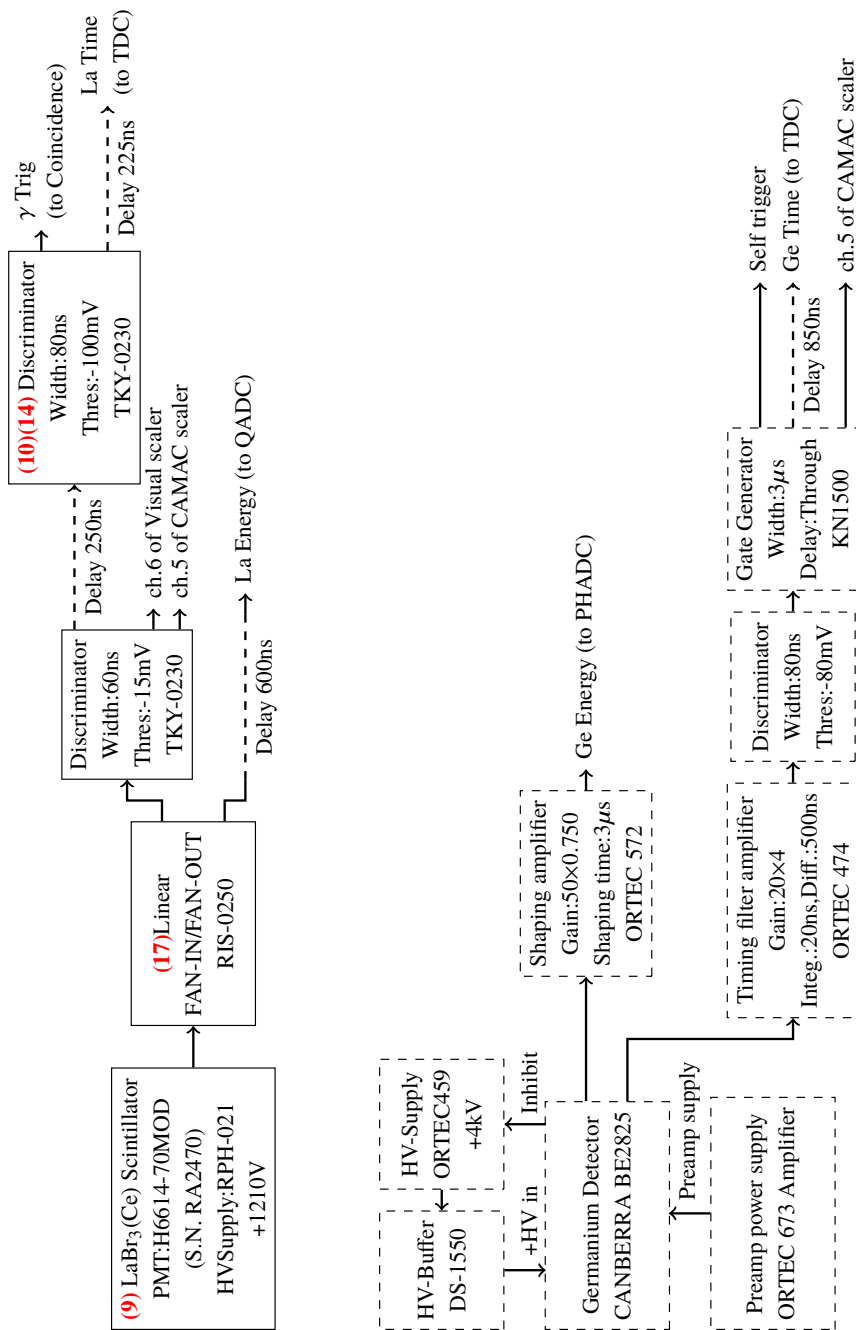 (9) LaBr3(Ce) Scintillator
PMT:H6614-70MOD
(S.N. RA2470)
HVSupply:RPH-021
+1210V
(17)Linear
FAN-IN/FAN-OUT
RIS-0250
Discriminator
Width:60ns
Thres:-15mV
TKY-0230
Delay 250ns
ch.6 of Visual scaler
ch.5 of CAMAC scaler
Delay 600ns
La Energy (to QADC)
(10)(14) Discriminator
Width:80ns
Thres:-100mV
TKY-0230
γ Trig
(to Coincidence)
Delay 225ns
La Time
(to TDC)
HV-Buffer
DS-1550
HV-Supply
ORTEC459
+4kV
+HV in
Inhibit
Germanium Detector
CANBERRA BE2825
Preamp supply
Preamp power supply
ORTEC 673 Amplifier
Shaping amplifier
Gain:50×0.750
Shaping time:3μs
ORTEC 572
Ge Energy (to PHADC)
Timing filter amplifier
Gain:20×4
Integ.:20ns,Diff.:500ns
ORTEC 474
Discriminator
Width:80ns
Thres:-80mV
Gate Generator
Width:3μs
Delay:Through
KN1500
Self trigger
Ge Time (to TDC)
Delay 850ns
ch.5 of CAMAC scaler